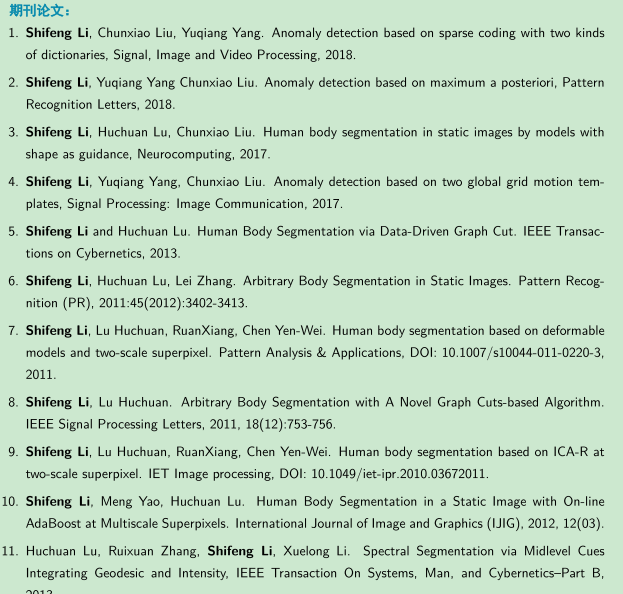 期刊论文：
1. Shifeng Li, Chunxiao Liu, Yuqiang Yang. Anomaly detection based on sparse coding with two kinds
of dictionaries, Signal, Image and Video Processing, 2018.
2. Shifeng Li, Yuqiang Yang Chunxiao Liu. Anomaly detection based on maximum a posteriori, Pattern
Recognition Letters, 2018.
3. Shifeng Li, Huchuan Lu, Chunxiao Liu. Human body segmentation in static images by models with
shape as guidance, Neurocomputing, 2017.
4. Shifeng Li, Yuqiang Yang, Chunxiao Liu. Anomaly detection based on two global grid motion tem-
plates, Signal Processing: Image Communication, 2017.
5. Shifeng Li and Huchuan Lu. Human Body Segmentation via Data-Driven Graph Cut. IEEE Transac-
tions on Cybernetics, 2013.
6. Shifeng Li, Huchuan Lu, Lei Zhang. Arbitrary Body Segmentation in Static Images. Pattern Recog-
nition (PR), 2011:45(2012):3402-3413.
7. Shifeng Li, Lu Huchuan, RuanXiang, Chen Yen-Wei. Human body segmentation based on deformable
models and two-scale superpixel. Pattern Analysis & Applications, DOI: 10.1007/s10044-011-0220-3,
2011.
8. Shifeng Li, Lu Huchuan. Arbitrary Body Segmentation with A Novel Graph Cuts-based Algorithm.
IEEE Signal Processing Letters, 2011, 18(12):753-756.
9. Shifeng Li, Lu Huchuan, RuanXiang, Chen Yen-Wei. Human body segmentation based on ICA-R at
two-scale superpixel. IET Image processing, DOI: 10.1049/iet-ipr.2010.03672011.
10. Shifeng Li, Meng Yao, Huchuan Lu. Human Body Segmentation in a Static Image with On-line
AdaBoost at Multiscale Superpixels. International Journal of Image and Graphics (IJIG), 2012, 12(03).
11. Huchuan Lu, Ruixuan Zhang, Shifeng Li, Xuelong Li. Spectral Segmentation via Midlevel Cues
Integrating Geodesic and Intensity, IEEE Transaction On Systems, Man, and Cybernetics–Part B,